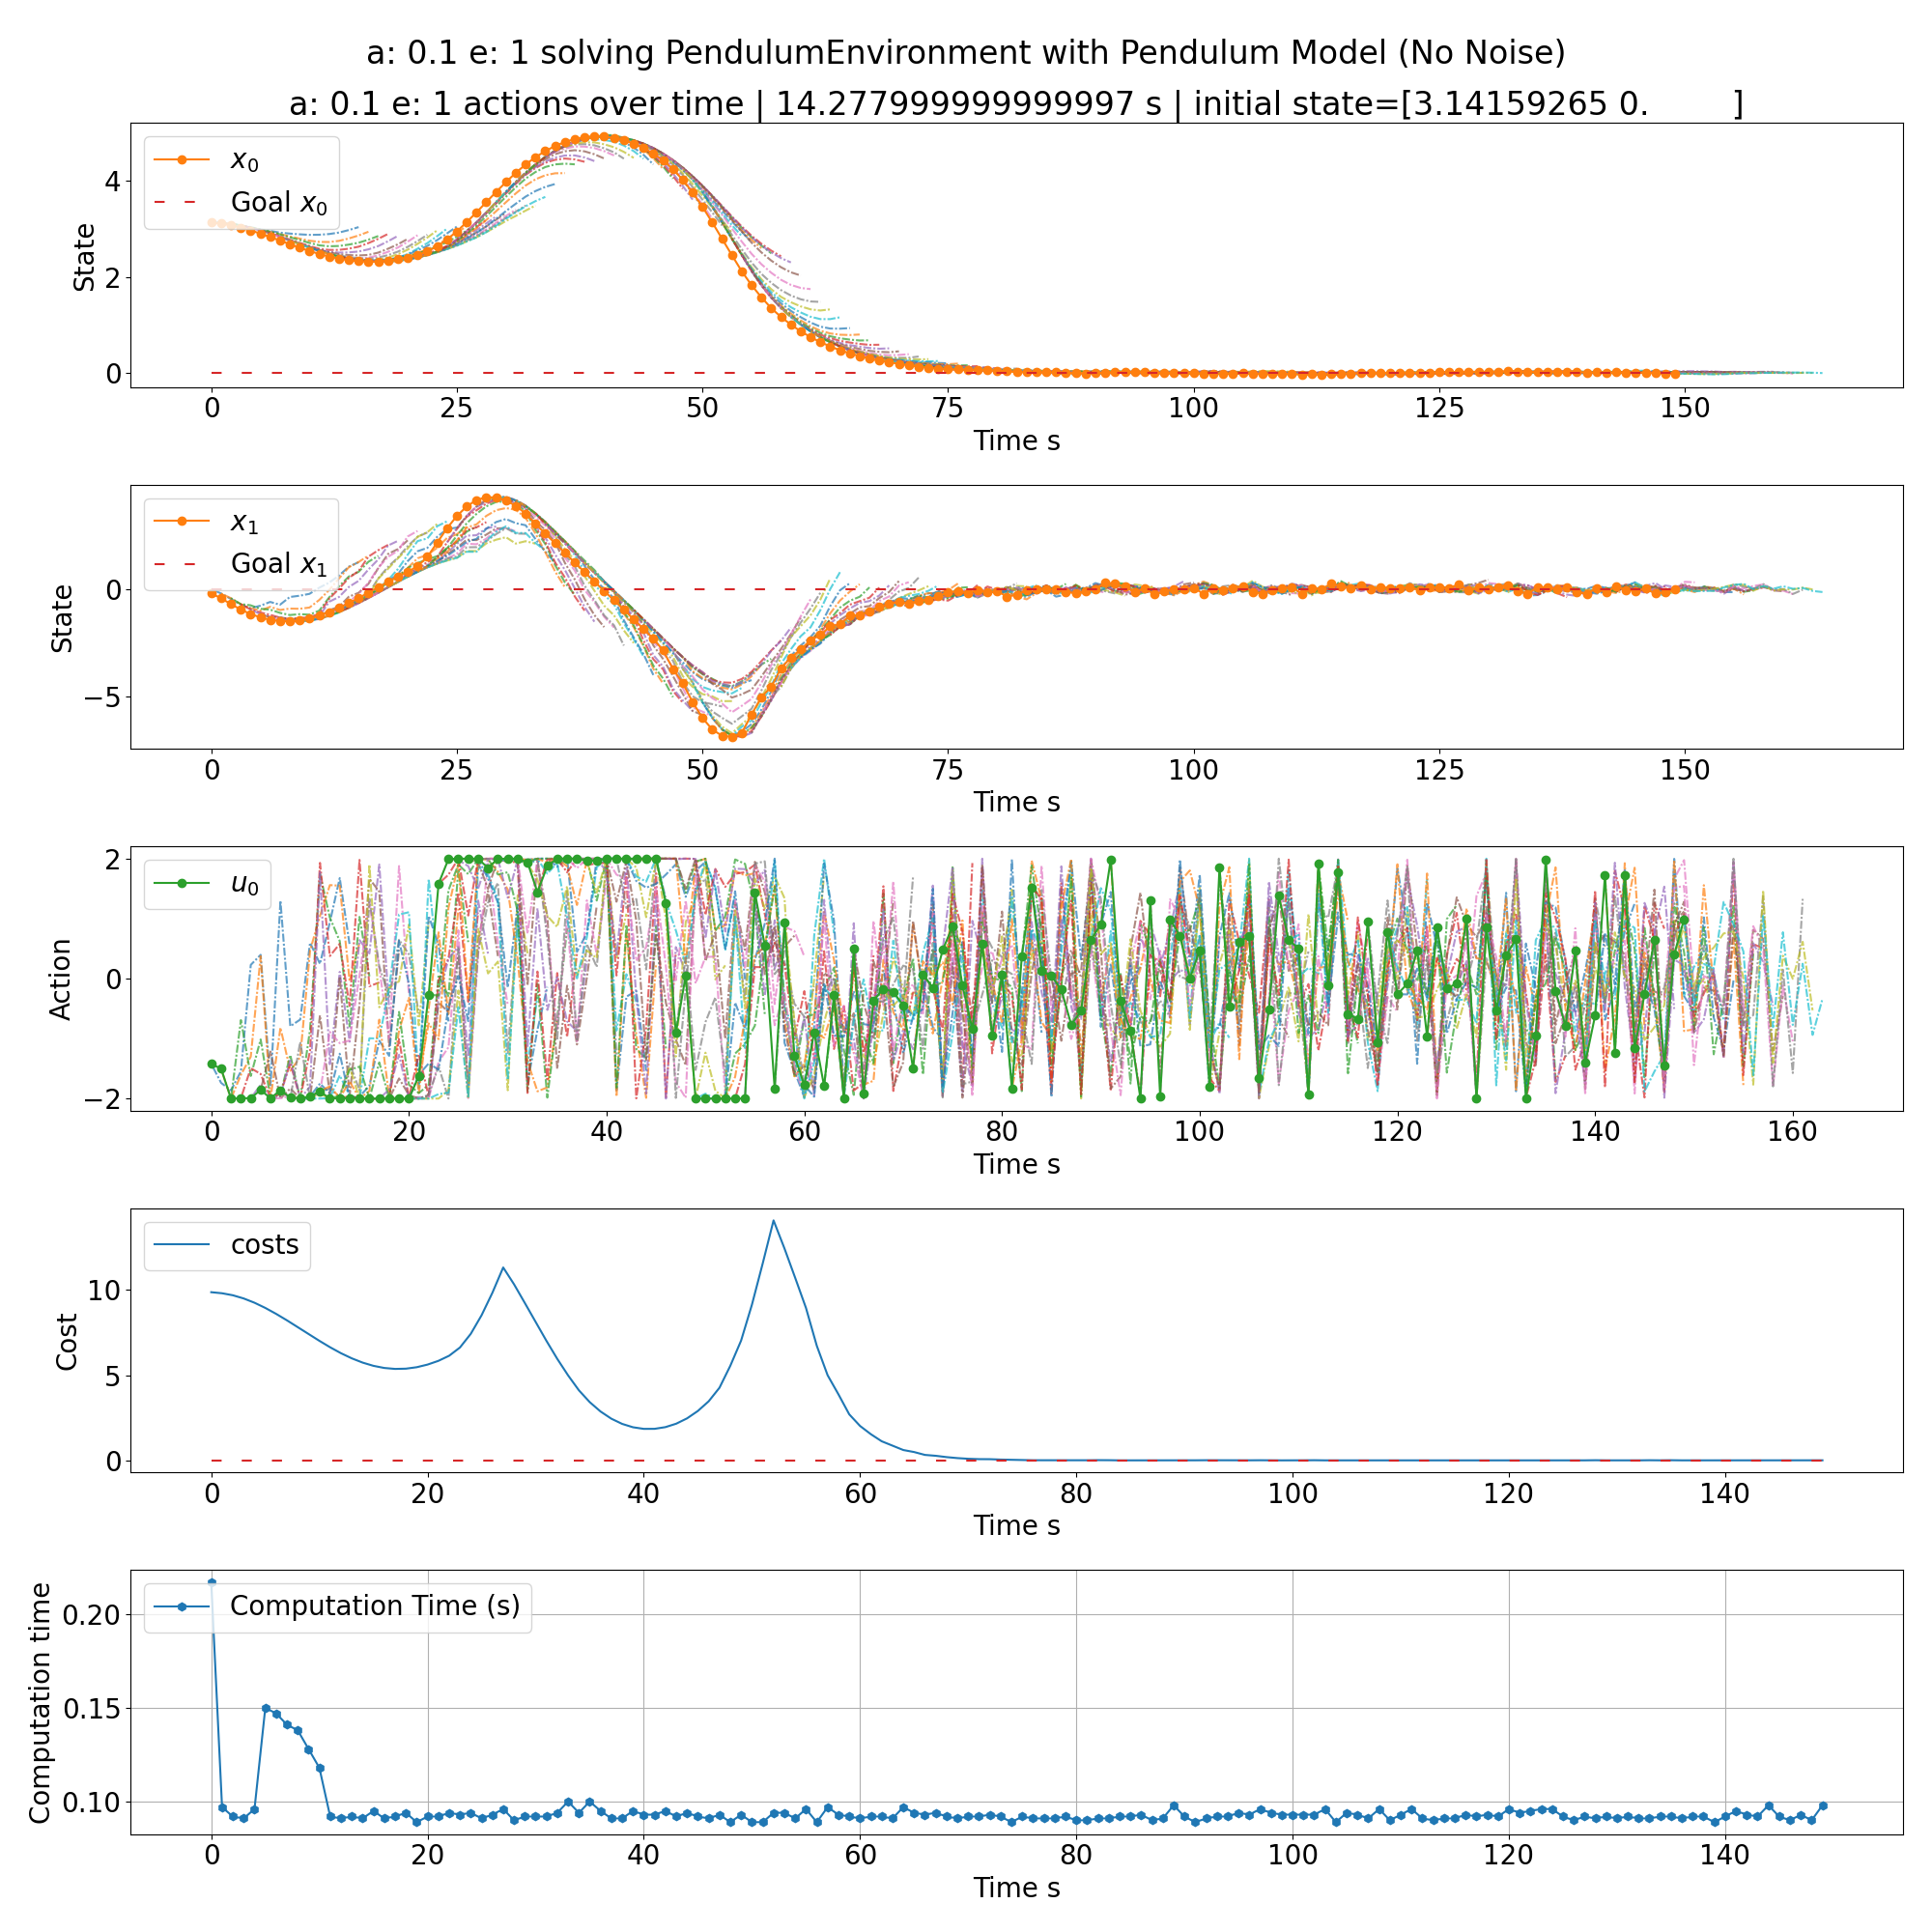 a: 0.1 e: 1 solving PendulumEnvironment with Pendulum Model (No Noise)
a: 0.1 e: 1 actions over time | 14.277999999999997 s | initial state=[3.14159265 0.        ]
x₀
Goal x₀
State
4
2
0
0 25 50 75 100 125 150
Time s
x₁
Goal x₁
State
0
−5
0 25 50 75 100 125 150
Time s
u₀
Action
2
0
−2
0 20 40 60 80 100 120 140 160
Time s
costs
Cost
10
5
0
0 20 40 60 80 100 120 140
Time s
Computation Time (s)
Computation time
0.20
0.15
0.10
0 20 40 60 80 100 120 140
Time s